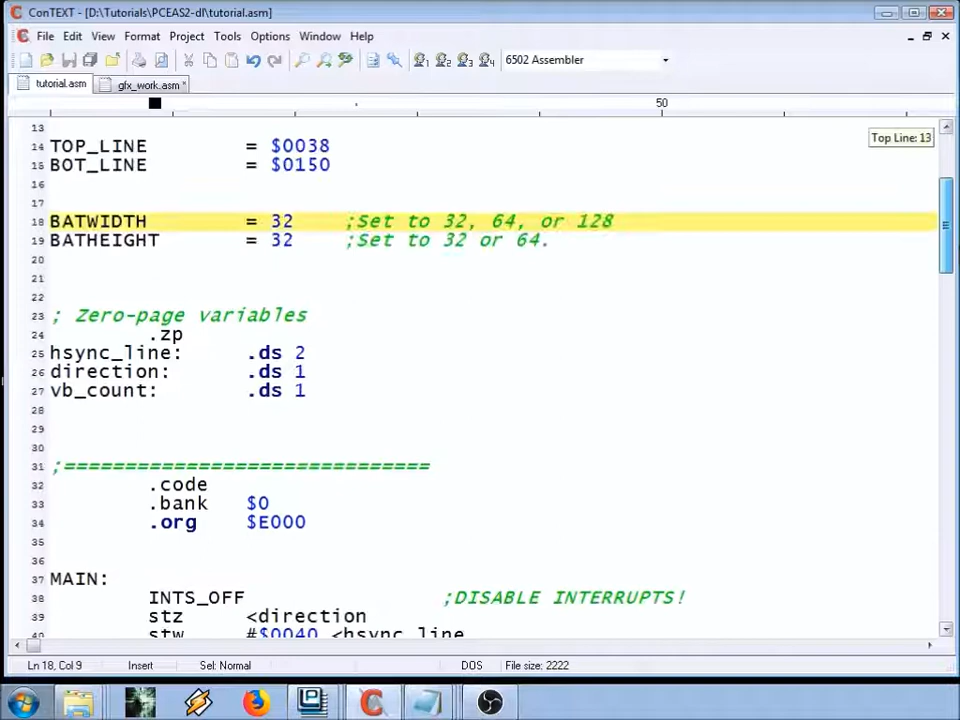 ConTEXT - [D:\Tutorials\PCEAS2-dl\tutorial.asm]
File Edit View Format Project Tools Options Window Help
6502 Assembler
tutorial.asm gfx_work.asm*
50
Top Line: 13
13
14 TOP_LINE = $0038
15 BOT_LINE = $0150
16
17
18 BATWIDTH = 32 ;Set to 32, 64, or 128
19 BATHEIGHT = 32 ;Set to 32 or 64.
20
21
22
23 ; Zero-page variables
24 .zp
25 hsync_line: .ds 2
26 direction: .ds 1
27 vb_count: .ds 1
28
29
30
31 ;==============================
32 .code
33 .bank $0
34 .org $E000
35
36
37 MAIN:
38 INTS_OFF ;DISABLE INTERRUPTS!
39 stz <direction
40 stw #$0040,<hsync_line
Ln 18, Col 9 Insert Sel: Normal DOS File size: 2222